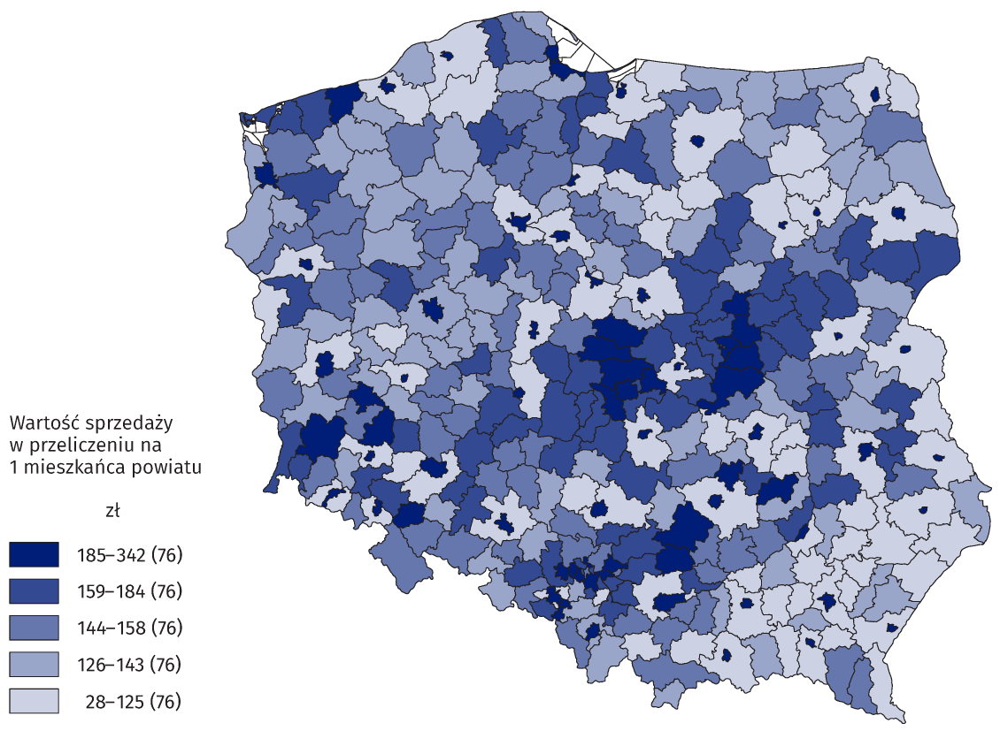 Wartość sprzedaży
w przeliczeniu na
1 mieszkańca powiatu
zł
185–342 (76)
159–184 (76)
144–158 (76)
126–143 (76)
28–125 (76)